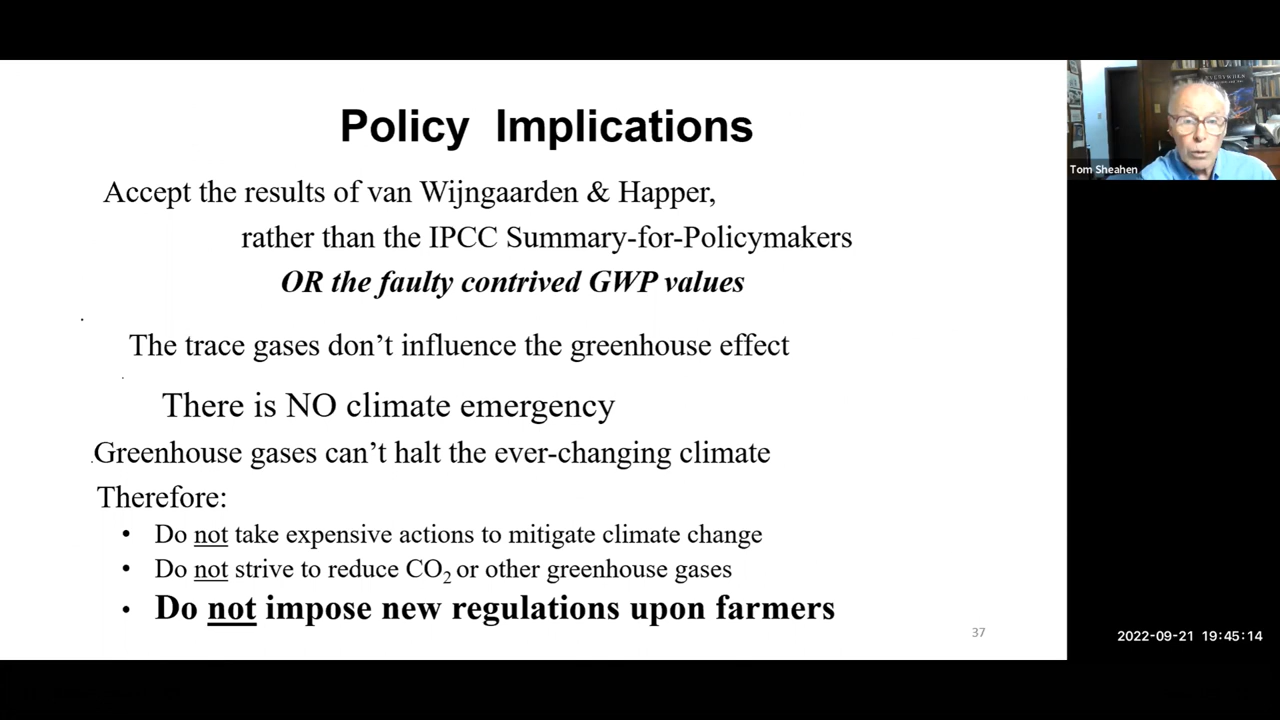 Policy Implications
Accept the results of van Wijngaarden & Happer,
rather than the IPCC Summary-for-Policymakers
OR the faulty contrived GWP values
The trace gases don’t influence the greenhouse effect
There is NO climate emergency
Greenhouse gases can’t halt the ever-changing climate
Therefore:
• Do not take expensive actions to mitigate climate change
• Do not strive to reduce CO2 or other greenhouse gases
• Do not impose new regulations upon farmers
37
Tom Sheahen
2022-09-21 19:45:14